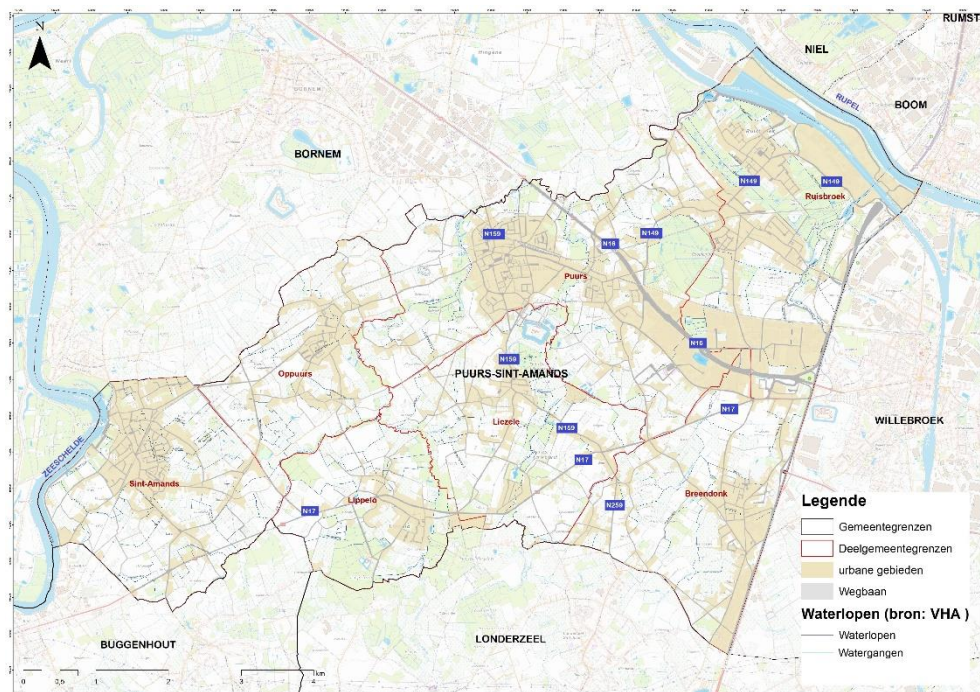 N
RUMST
NIEL
BOOM
RUPEL
BORNEM
N149
N149
Ruisbroek
N159
N16
N149
Puurs
N16
N159
PUURS-SINT-AMANDS
Oppuurs
Liezele
N17
N159
WILLEBROEK
ZEESCHELDE
N17
Sint-Amands
Lippelo
N17
N259
Breendonk
BUGGENHOUT
LONDERZEEL
0 0,5 1 2 3 4
km
Legende
Gemeentegrenzen
Deelgemeentegrenzen
urbane gebieden
Wegbaan
Waterlopen (bron: VHA )
Waterlopen
Watergangen